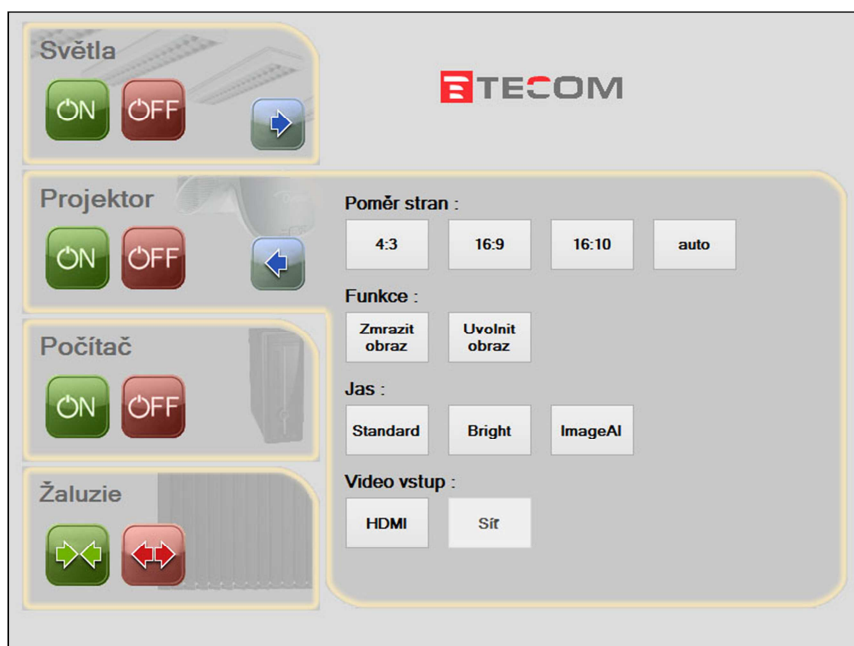 Světla
ON OFF
TECOM
Projektor
ON OFF
Poměr stran :
4:3 16:9 16:10 auto
Funkce :
Zmrazit obraz
Uvolnit obraz
Počítač
ON OFF
Jas :
Standard Bright ImageAI
Video vstup :
HDMI Síť
Žaluzie